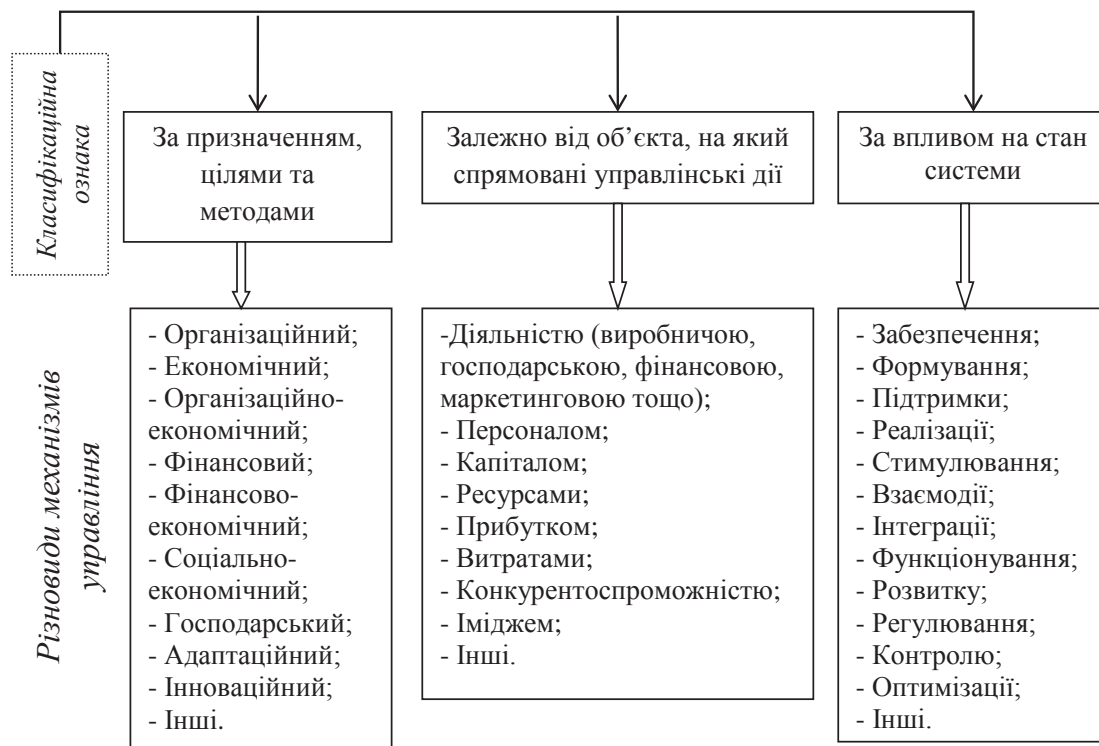 Класифікаційна
ознака
За призначенням,
цілями та
методами
Залежно від об’єкта, на який
спрямовані управлінські дії
За впливом на стан
системи
Різновиди механізмів
управління
- Організаційний;
- Економічний;
- Організаційно-
економічний;
- Фінансовий;
- Фінансово-
економічний;
- Соціально-
економічний;
- Господарський;
- Адаптаційний;
- Інноваційний;
- Інші.
-Діяльністю (виробничою,
господарською, фінансовою,
маркетинговою тощо);
- Персоналом;
- Капіталом;
- Ресурсами;
- Прибутком;
- Витратами;
- Конкурентоспроможністю;
- Іміджем;
- Інші.
- Забезпечення;
- Формування;
- Підтримки;
- Реалізації;
- Стимулювання;
- Взаємодії;
- Інтеграції;
- Функціонування;
- Розвитку;
- Регулювання;
- Контролю;
- Оптимізації;
- Інші.